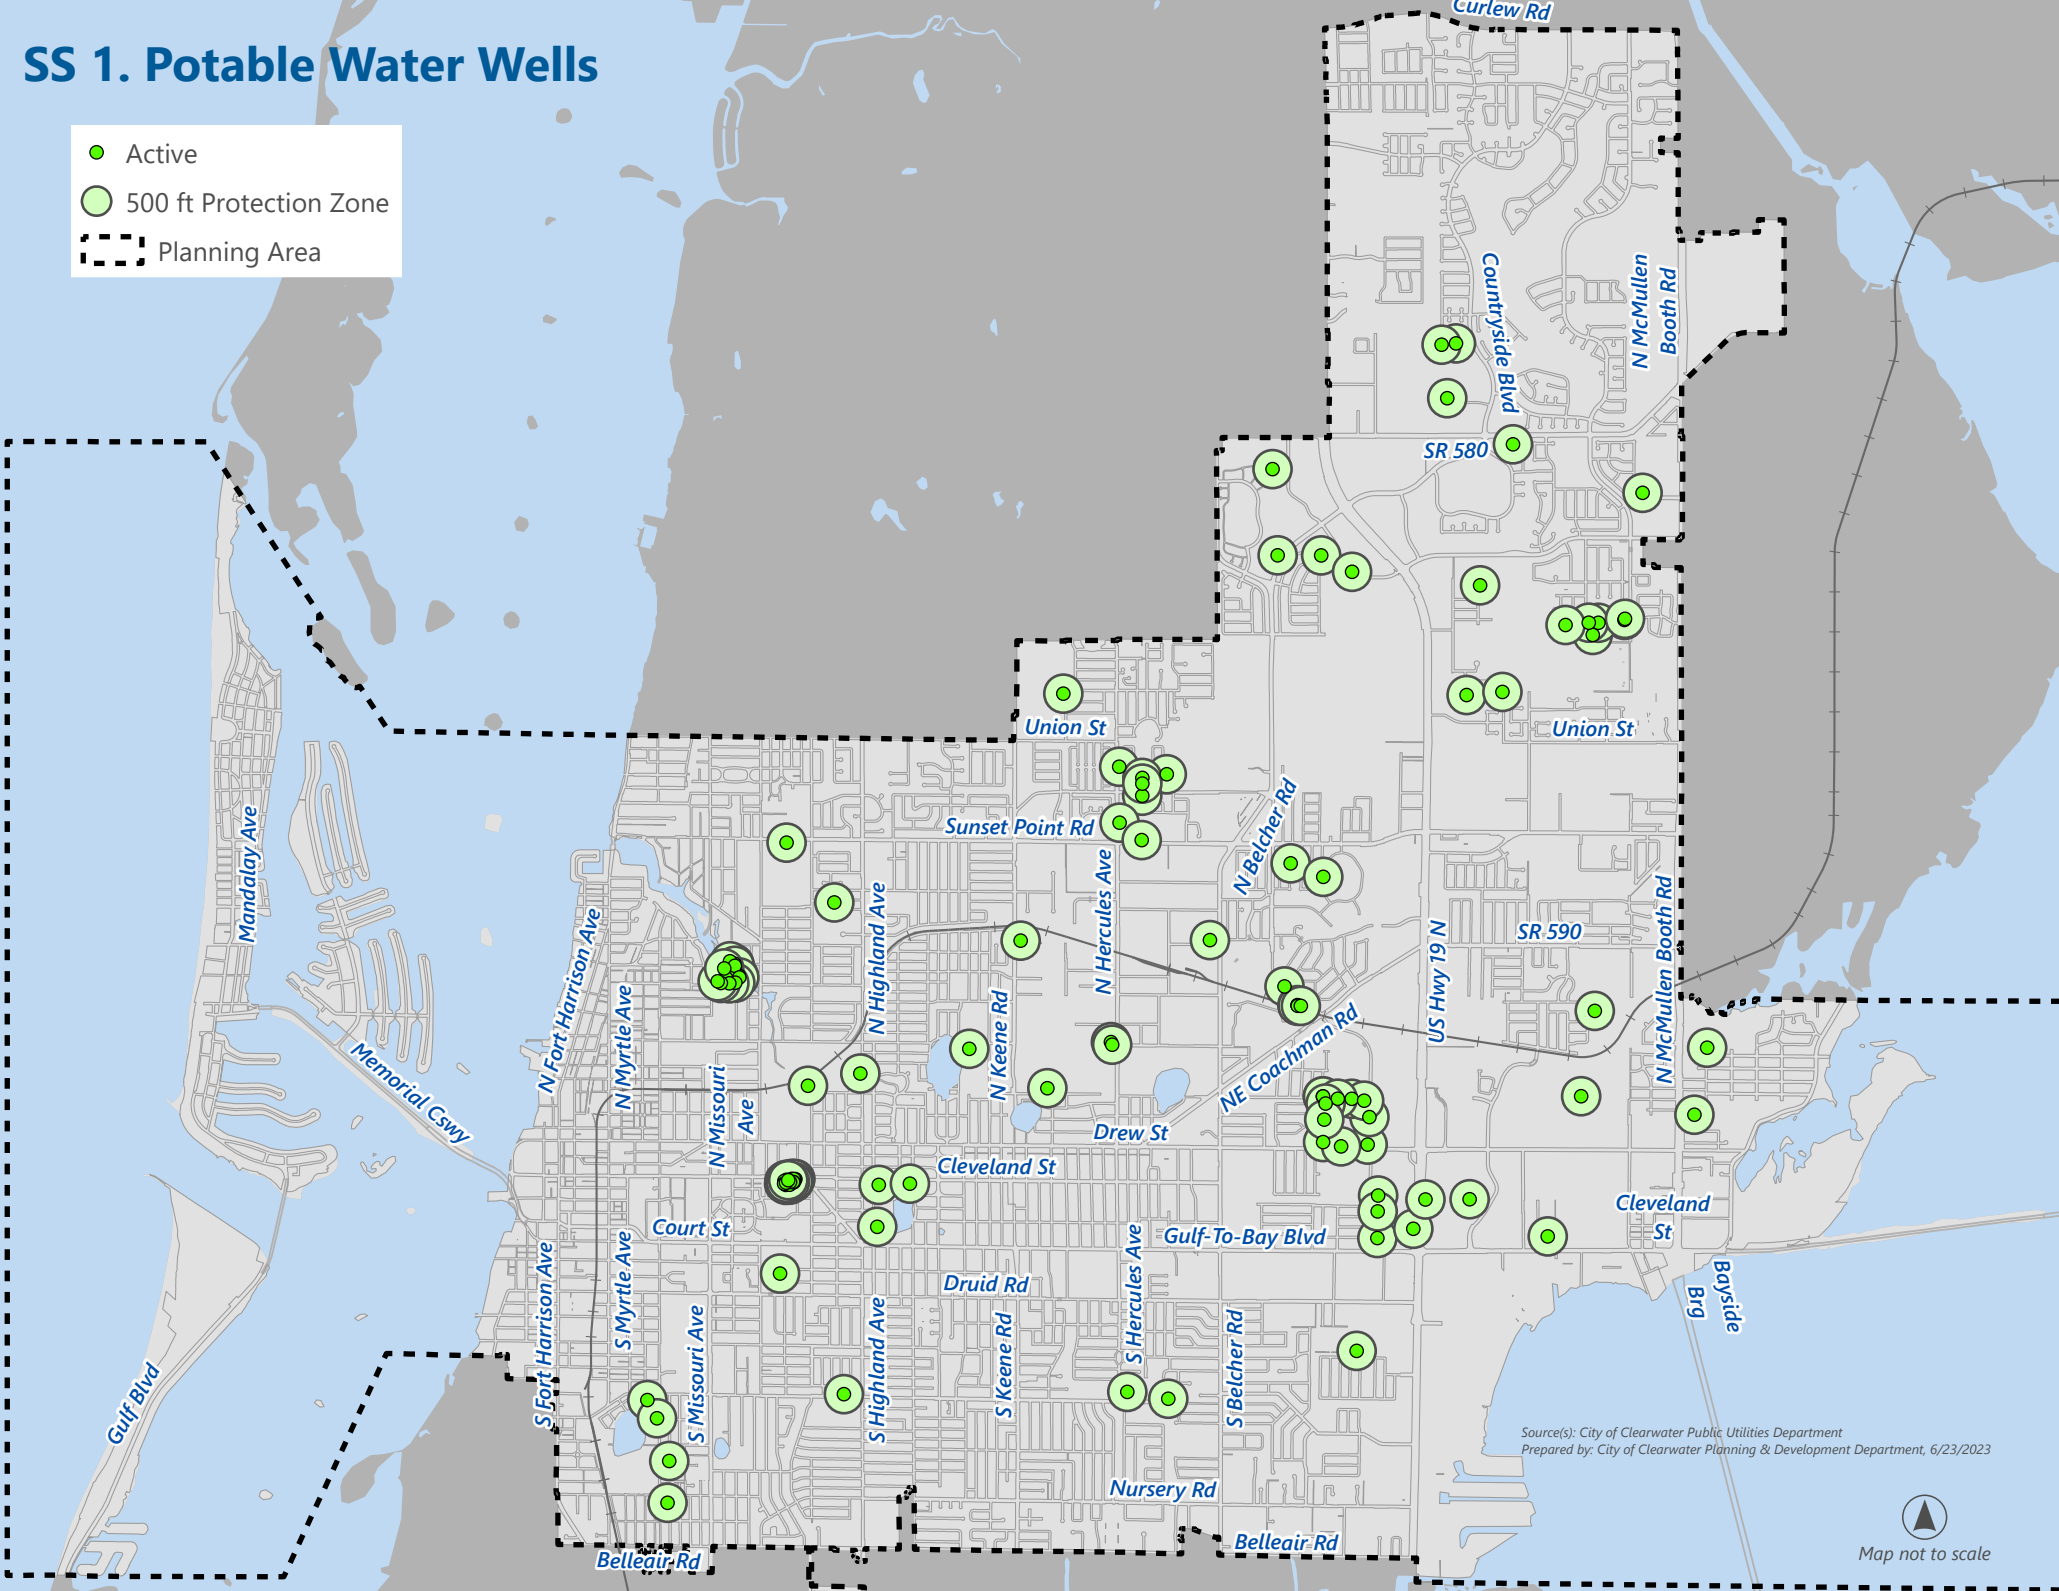 Curlew Rd
SS 1. Potable Water Wells
Active
500 ft Protection Zone
Planning Area
Countryside Blvd
N McMullen
Booth Rd
SR 580
Union St
Union St
Mandalay Ave
Sunset Point Rd
N Belcher Rd
N Hercules Ave
N Highland Ave
N Fort Harrison Ave
N Myrtle Ave
SR 590
US Hwy 19 N
N McMullen Booth Rd
N Keene Rd
NE Coachman Rd
Memorial Cswy
N Missouri
Ave
Drew St
Cleveland St
Cleveland
St
Court St
Gulf-To-Bay Blvd
Druid Rd
S Fort Harrison Ave
S Myrtle Ave
S Missouri Ave
S Highland Ave
S Keene Rd
S Hercules Ave
S Belcher Rd
Bayside
Brg
Gulf Blvd
Source(s): City of Clearwater Public Utilities Department
Prepared by: City of Clearwater Planning & Development Department, 6/23/2023
Nursery Rd
Belleair Rd
Belleair Rd
Map not to scale